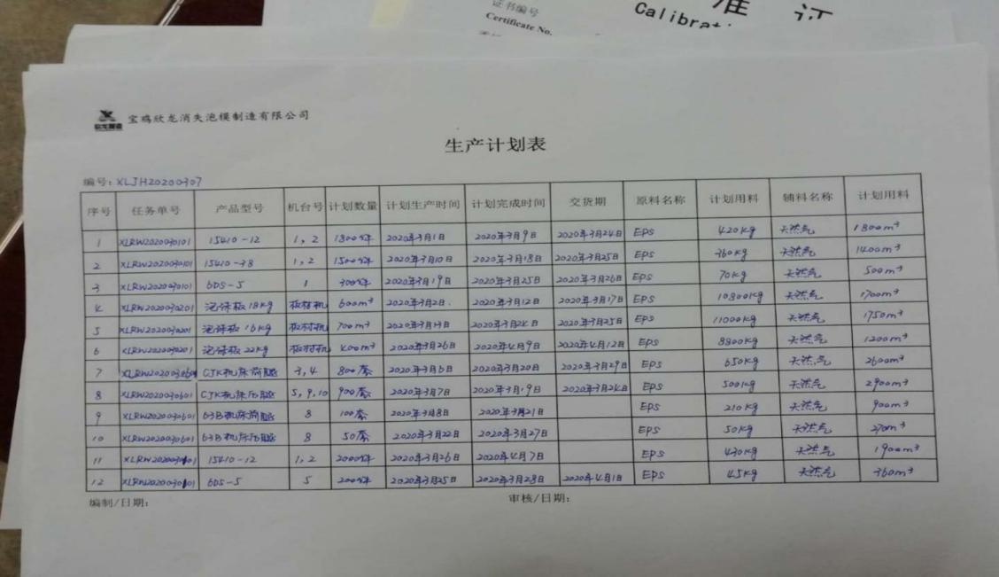 证书编号
Certificate No.
准 证
Calibrat
宝鸡欣龙消失泡模制造有限公司
生产计划表
编号: XLJH20200307
序号 任务单号 产品型号 机台号 计划数量 计划生产时间 计划完成时间 交货期 原料名称 计划用料 辅料名称 计划用料
1 XLRW2020030101 15410-12 1, 2 1800件 2020年3月1日 2020年3月9日 2020年3月24日 EPS 420kg 天然气 1800m³
2 XLRW2020030101 15410-38 1, 2 1500件 2020年3月10日 2020年3月18日 2020年3月25日 EPS 360kg 天然气 1400m³
3 XLRW2020030101 6DS-5 1 300件 2020年3月19日 2020年3月25日 2020年3月26日 EPS 70kg 天然气 500m³
4 XLRW2020030201 泡沫板18kg 板材机 600m³ 2020年3月2日. 2020年3月12日 2020年3月17日 EPS 10800kg 天然气 1700m³
5 XLRW2020030201 泡沫板16kg 板材机 700m³ 2020年3月13日 2020年3月24日 2020年3月25日 EPS 11000kg 天然气 1750m³
6 XLRW2020030201 泡沫板22kg 板材机 400m³ 2020年3月26日 2020年4月9日 2020年4月12日 EPS 8800kg 天然气 1200m³
7 XLRW2020030601 CJK机床前腿 3, 4 800套 2020年3月6日 2020年3月20日 2020年3月29日 EPS 650kg 天然气 2600m³
8 XLRW2020030601 CJK机床后腿 5, 9, 10 900套 2020年3月7日 2020年3月19日 2020年3月24日 EPS 500kg 天然气 2900m³
9 XLRW2020030601 63B机床前腿 8 100套 2020年3月8日 2020年3月21日 EPS 210kg 天然气 900m³
10 XLRW2020030601 63B机床后腿 8 50套 2020年3月22日 2020年3月27日 EPS 50kg 天然气 270m³
11 XLRW2020030101 15410-12 1, 2 2000件 2020年3月26日 2020年4月7日 EPS 430kg 天然气 1900m³
12 XLRW2020030101 6DS-5 5 200件 2020年3月25日 2020年3月28日 2020年4月1日 EPS 45kg 天然气 360m³
编制/日期: 审核/日期: